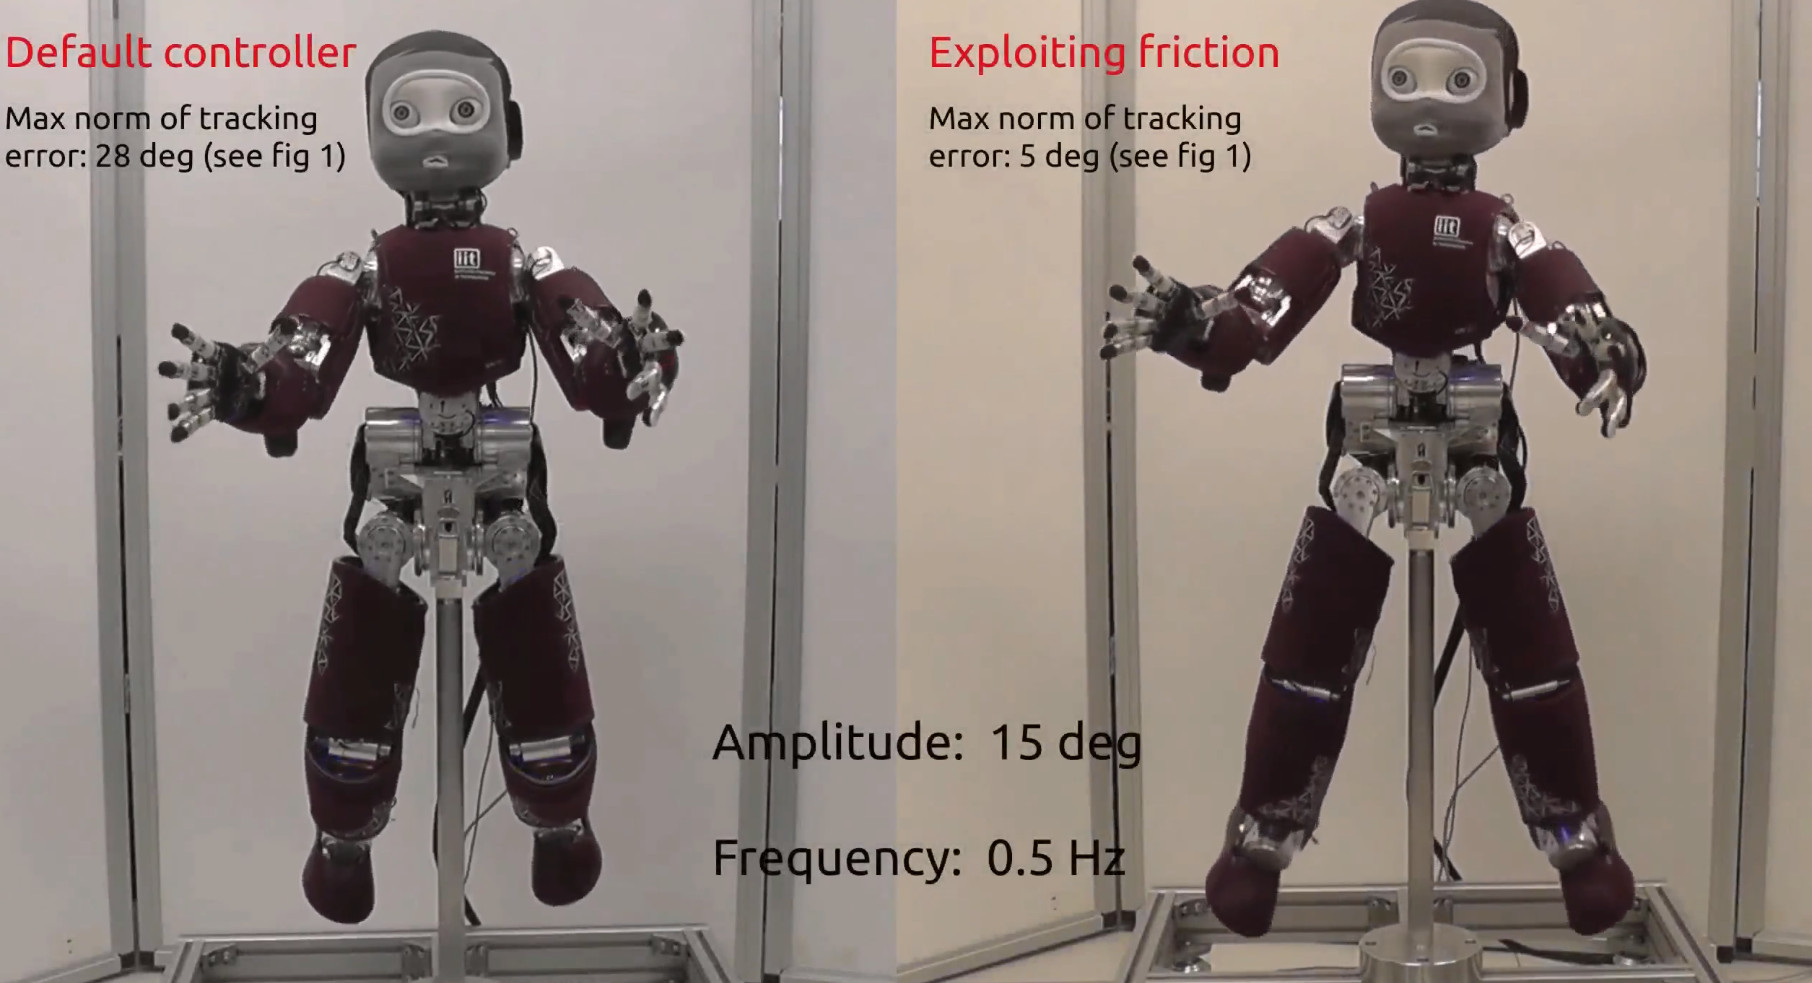 Default controller
Max norm of tracking
error: 28 deg (see fig 1)
Exploiting friction
Max norm of tracking
error: 5 deg (see fig 1)
iit
iit
Amplitude: 15 deg
Frequency: 0.5 Hz